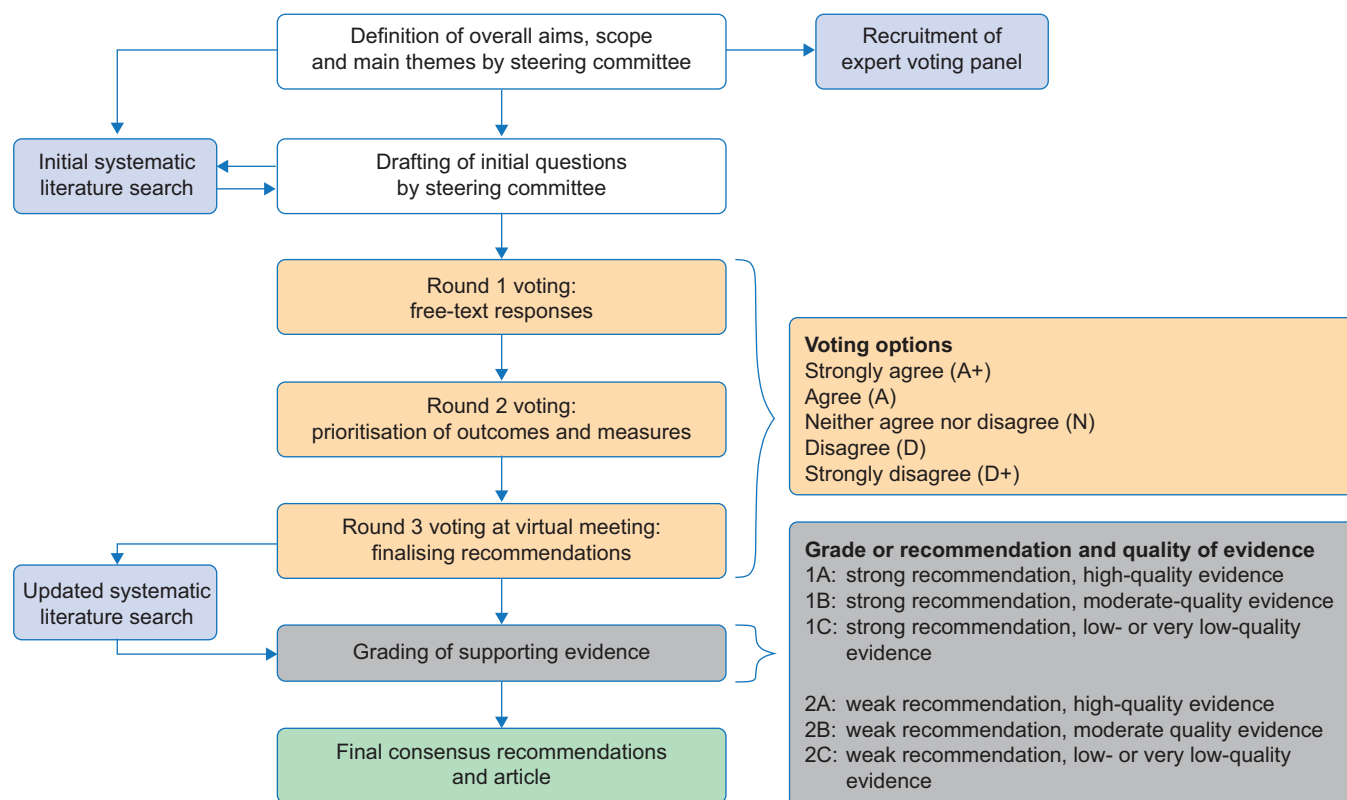 Definition of overall aims, scope
and main themes by steering committee
Recruitment of
expert voting panel
Initial systematic
literature search
Drafting of initial questions
by steering committee
Round 1 voting:
free-text responses
Round 2 voting:
prioritisation of outcomes and measures
Round 3 voting at virtual meeting:
finalising recommendations
Voting options
Strongly agree (A+)
Agree (A)
Neither agree nor disagree (N)
Disagree (D)
Strongly disagree (D+)
Updated systematic
literature search
Grading of supporting evidence
Final consensus recommendations
and article
Grade or recommendation and quality of evidence
1A: strong recommendation, high-quality evidence
1B: strong recommendation, moderate-quality evidence
1C: strong recommendation, low- or very low-quality
evidence
2A: weak recommendation, high-quality evidence
2B: weak recommendation, moderate quality evidence
2C: weak recommendation, low- or very low-quality
evidence